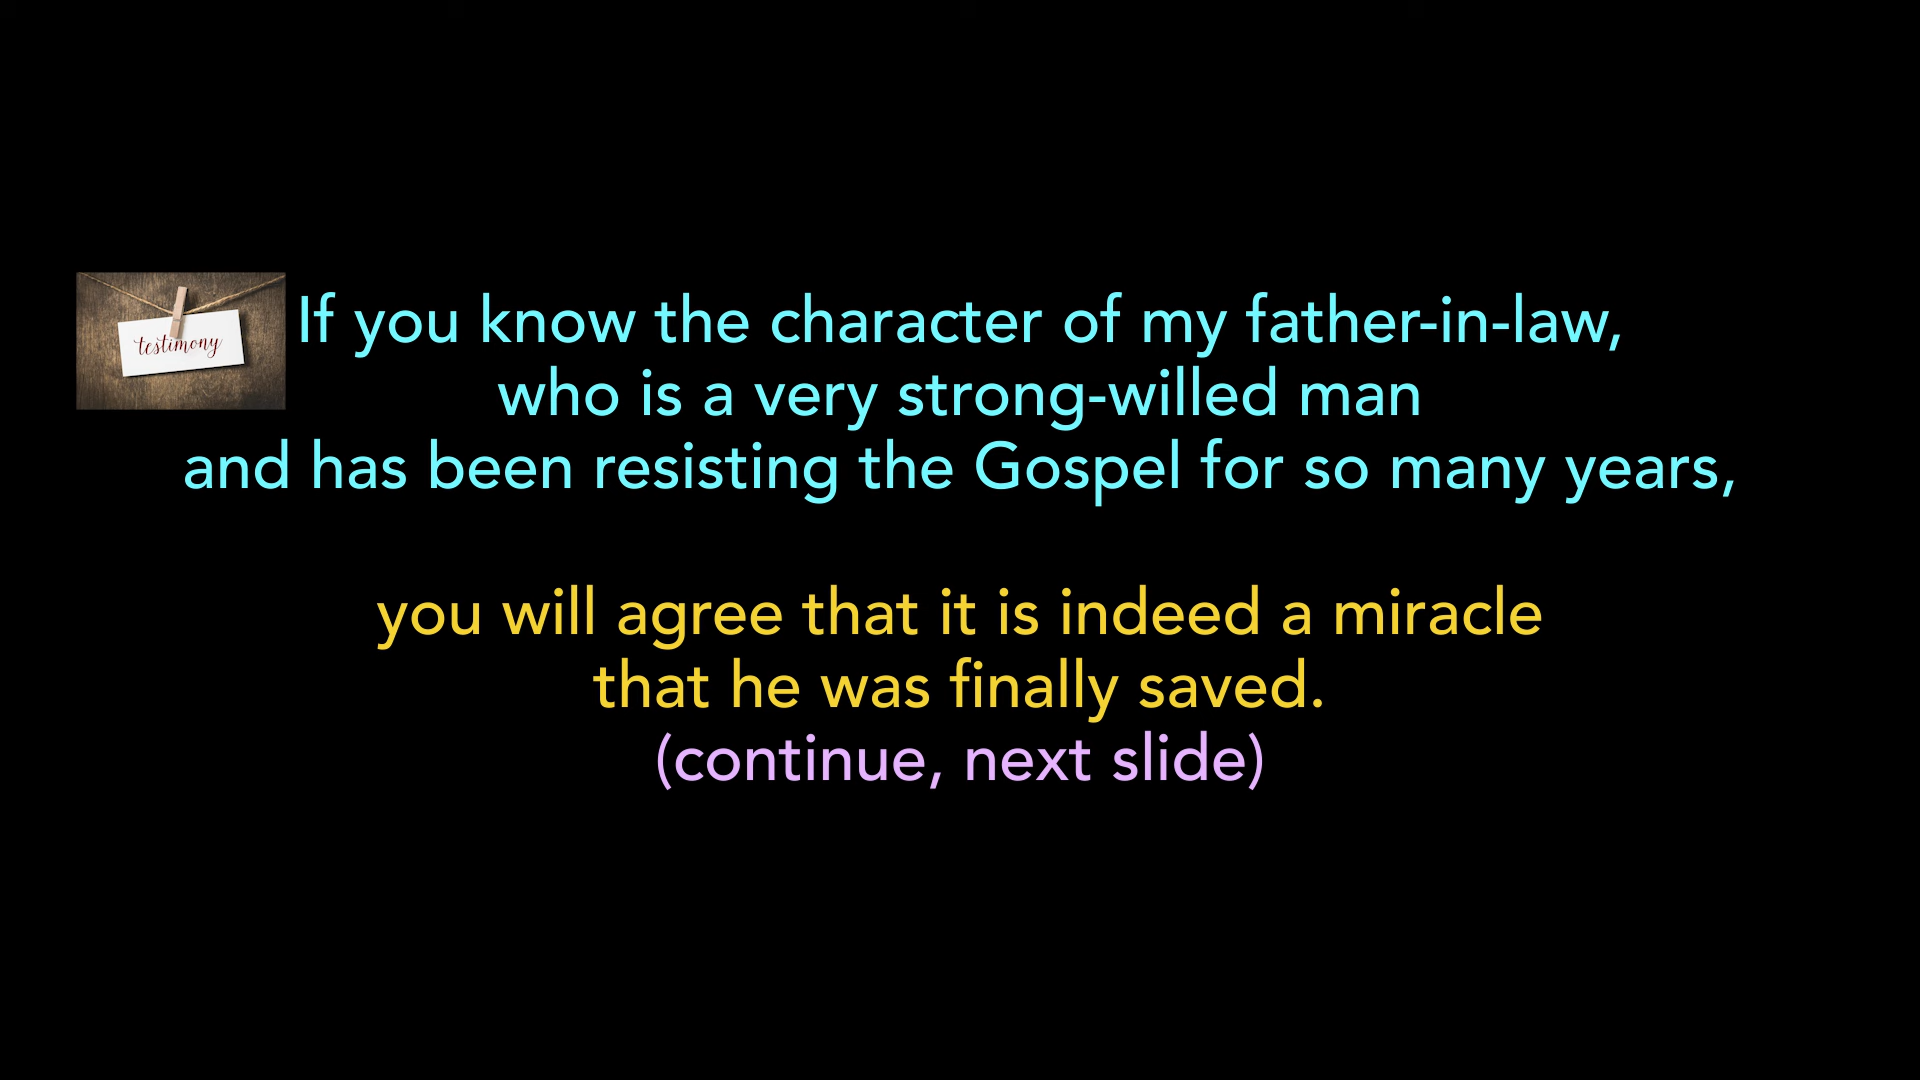 testimony
If you know the character of my father-in-law,
who is a very strong-willed man
and has been resisting the Gospel for so many years,
you will agree that it is indeed a miracle
that he was finally saved.
(continue, next slide)